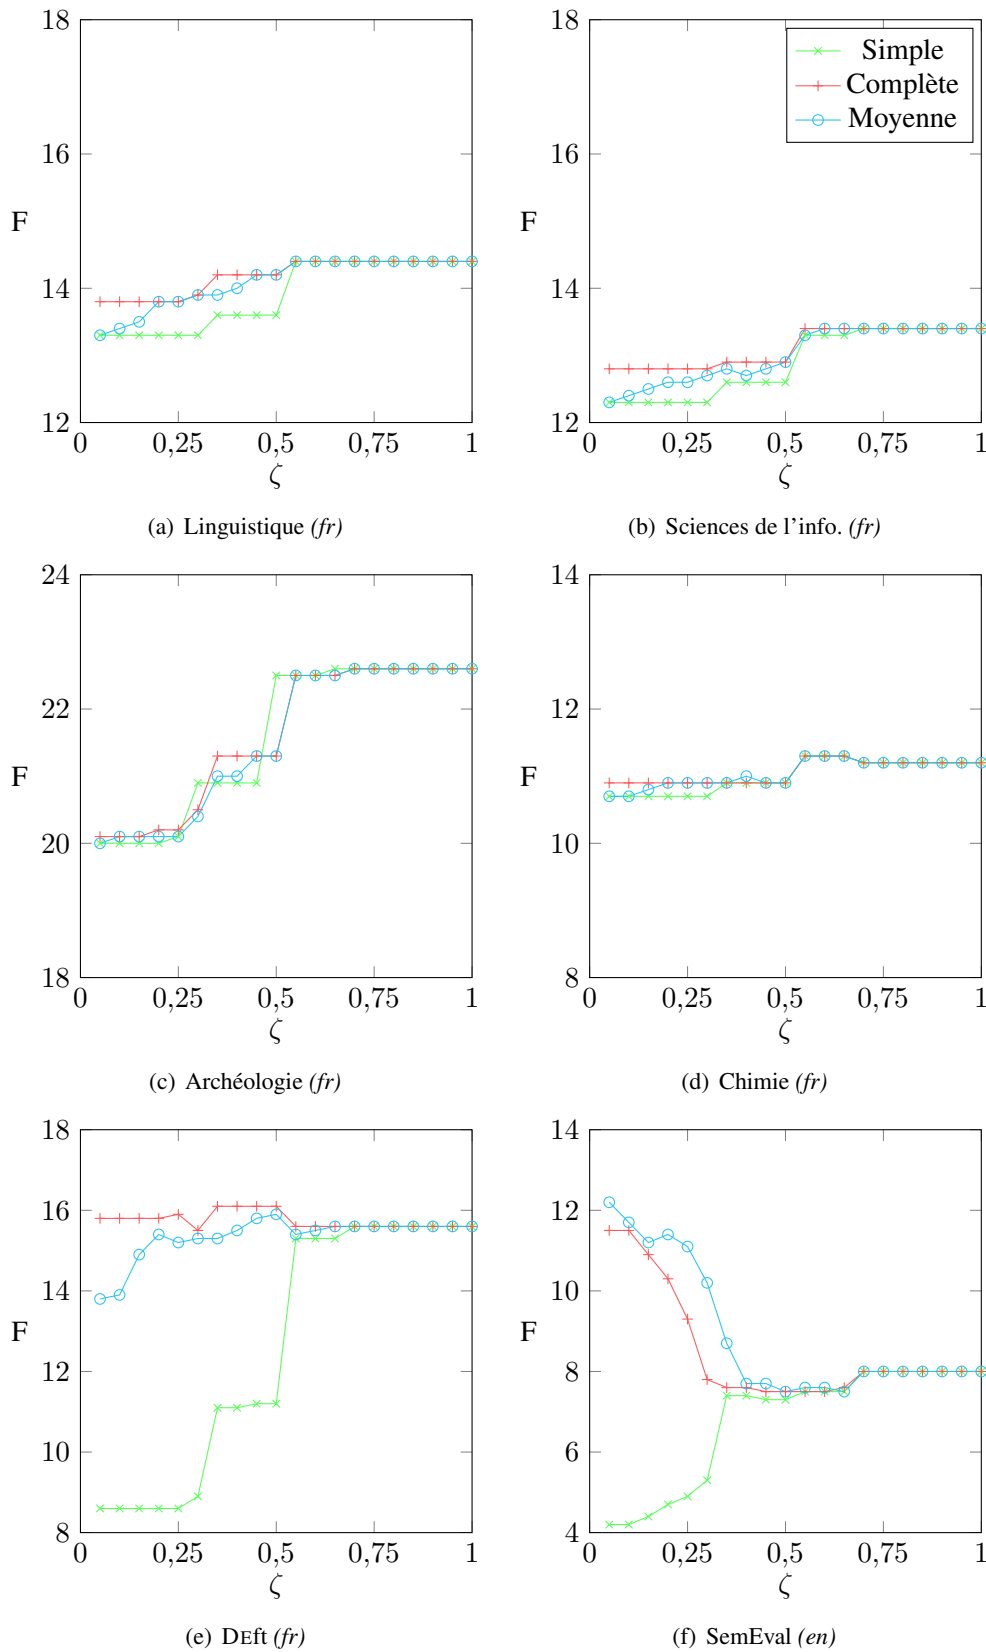 18
16
14
12
F
0
0,25
0,5
0,75
1
ζ
(a) Linguistique (fr)
18
16
14
12
F
0
0,25
0,5
0,75
1
ζ
Simple
Complète
Moyenne
(b) Sciences de l'info. (fr)
24
22
20
18
F
0
0,25
0,5
0,75
1
ζ
(c) Archéologie (fr)
14
12
10
8
F
0
0,25
0,5
0,75
1
ζ
(d) Chimie (fr)
18
16
14
12
10
8
F
0
0,25
0,5
0,75
1
ζ
(e) DEft (fr)
14
12
10
8
6
4
F
0
0,25
0,5
0,75
1
ζ
(f) SemEval (en)